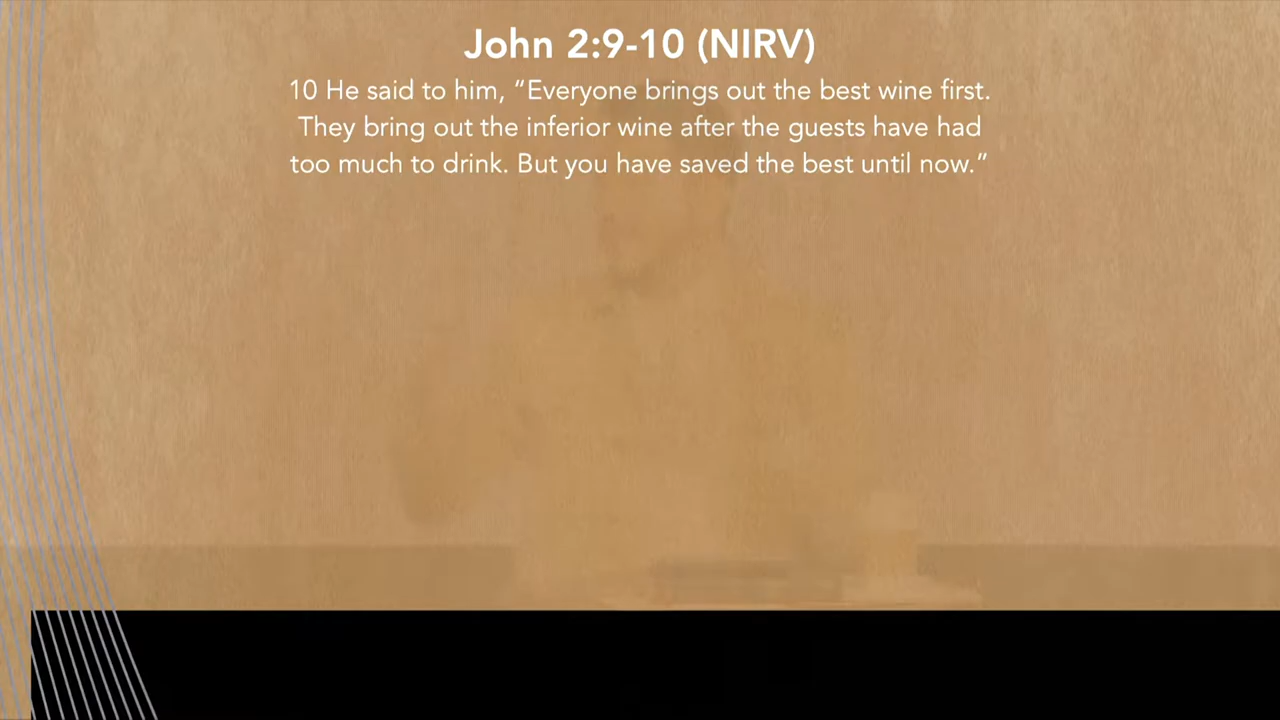 John 2:9-10 (NIRV)
10 He said to him, “Everyone brings out the best wine first.
They bring out the inferior wine after the guests have had
too much to drink. But you have saved the best until now.”